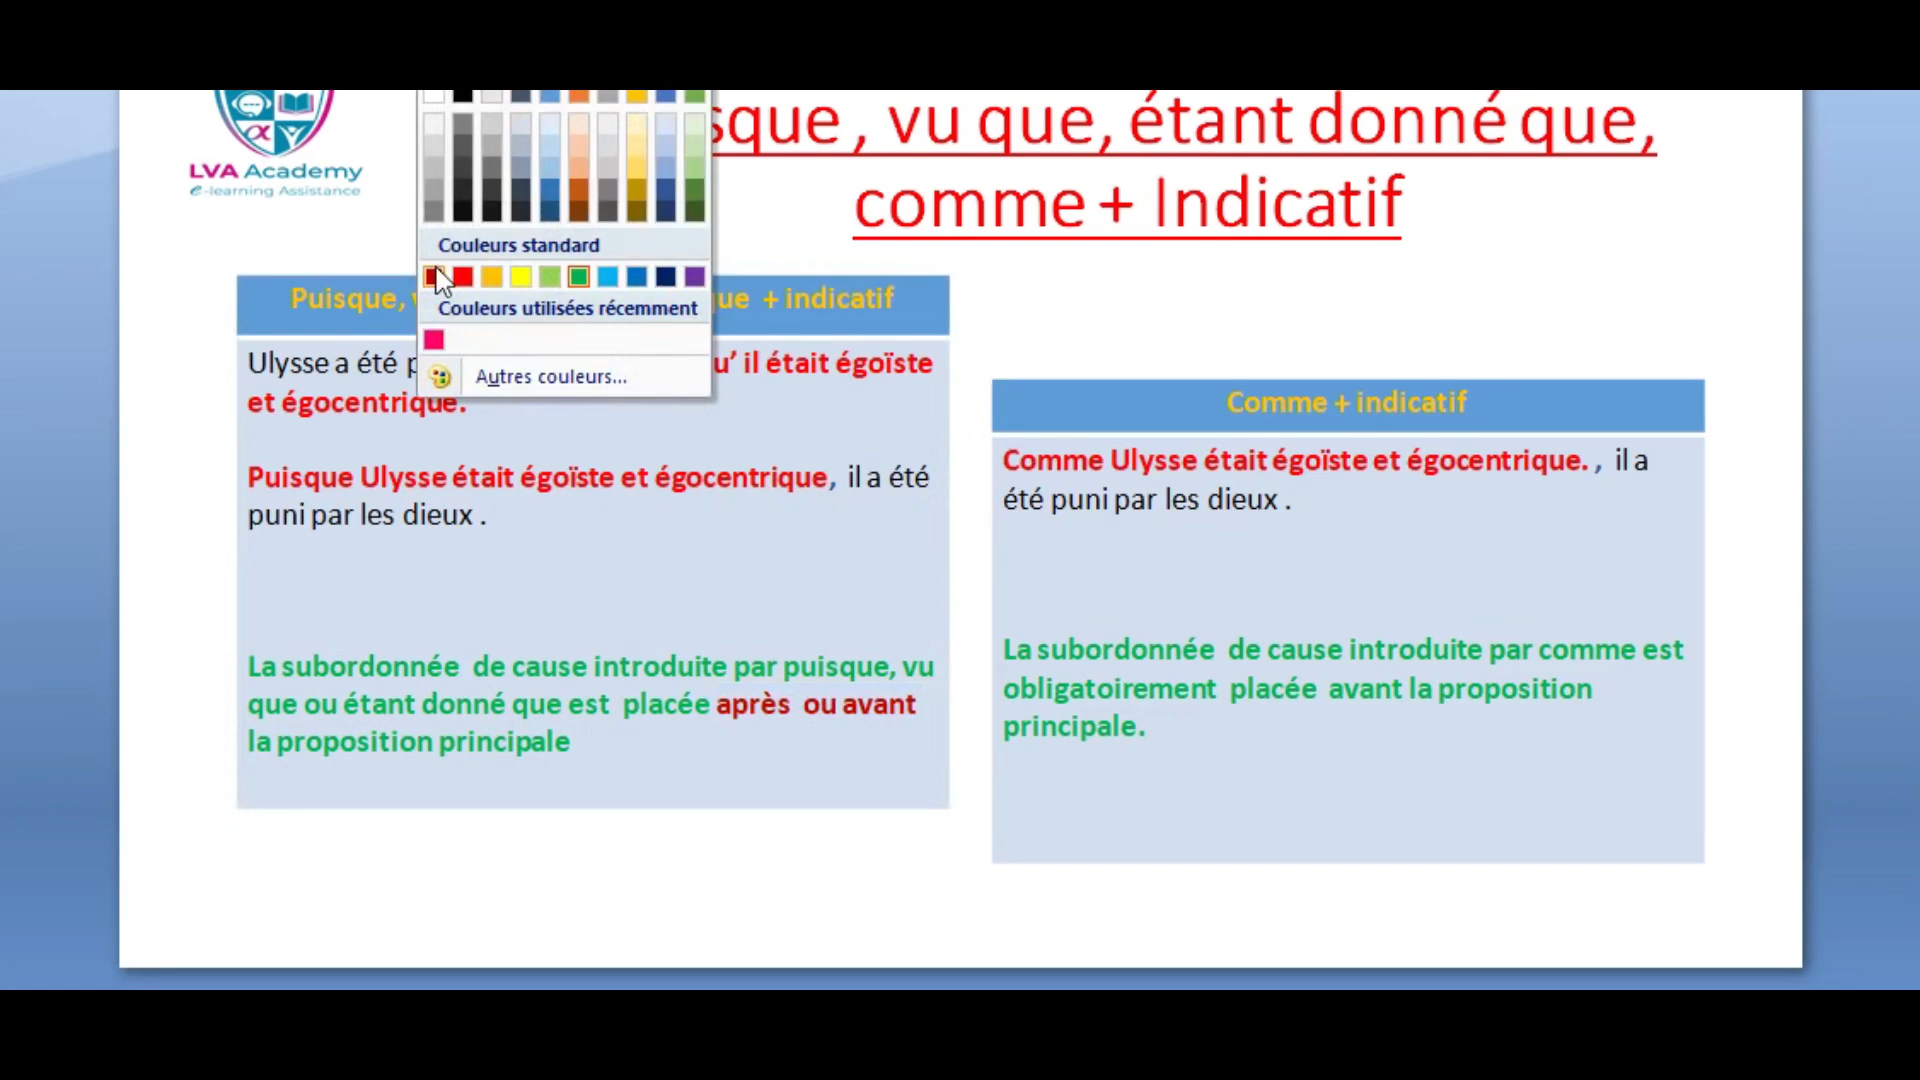 LVA Academy
e-learning Assistance
sque , vu que, étant donné que,
comme + Indicatif
Couleurs standard
Couleurs utilisées récemment
Autres couleurs...
Puisque, + indicatif
Ulysse a été il était égoïste
et égocentrique.
Puisque Ulysse était égoïste et égocentrique, il a été
puni par les dieux .
La subordonnée de cause introduite par puisque, vu
que ou étant donné que est placée après ou avant
la proposition principale
Comme + indicatif
Comme Ulysse était égoïste et égocentrique. , il a
été puni par les dieux .
La subordonnée de cause introduite par comme est
obligatoirement placée avant la proposition
principale.